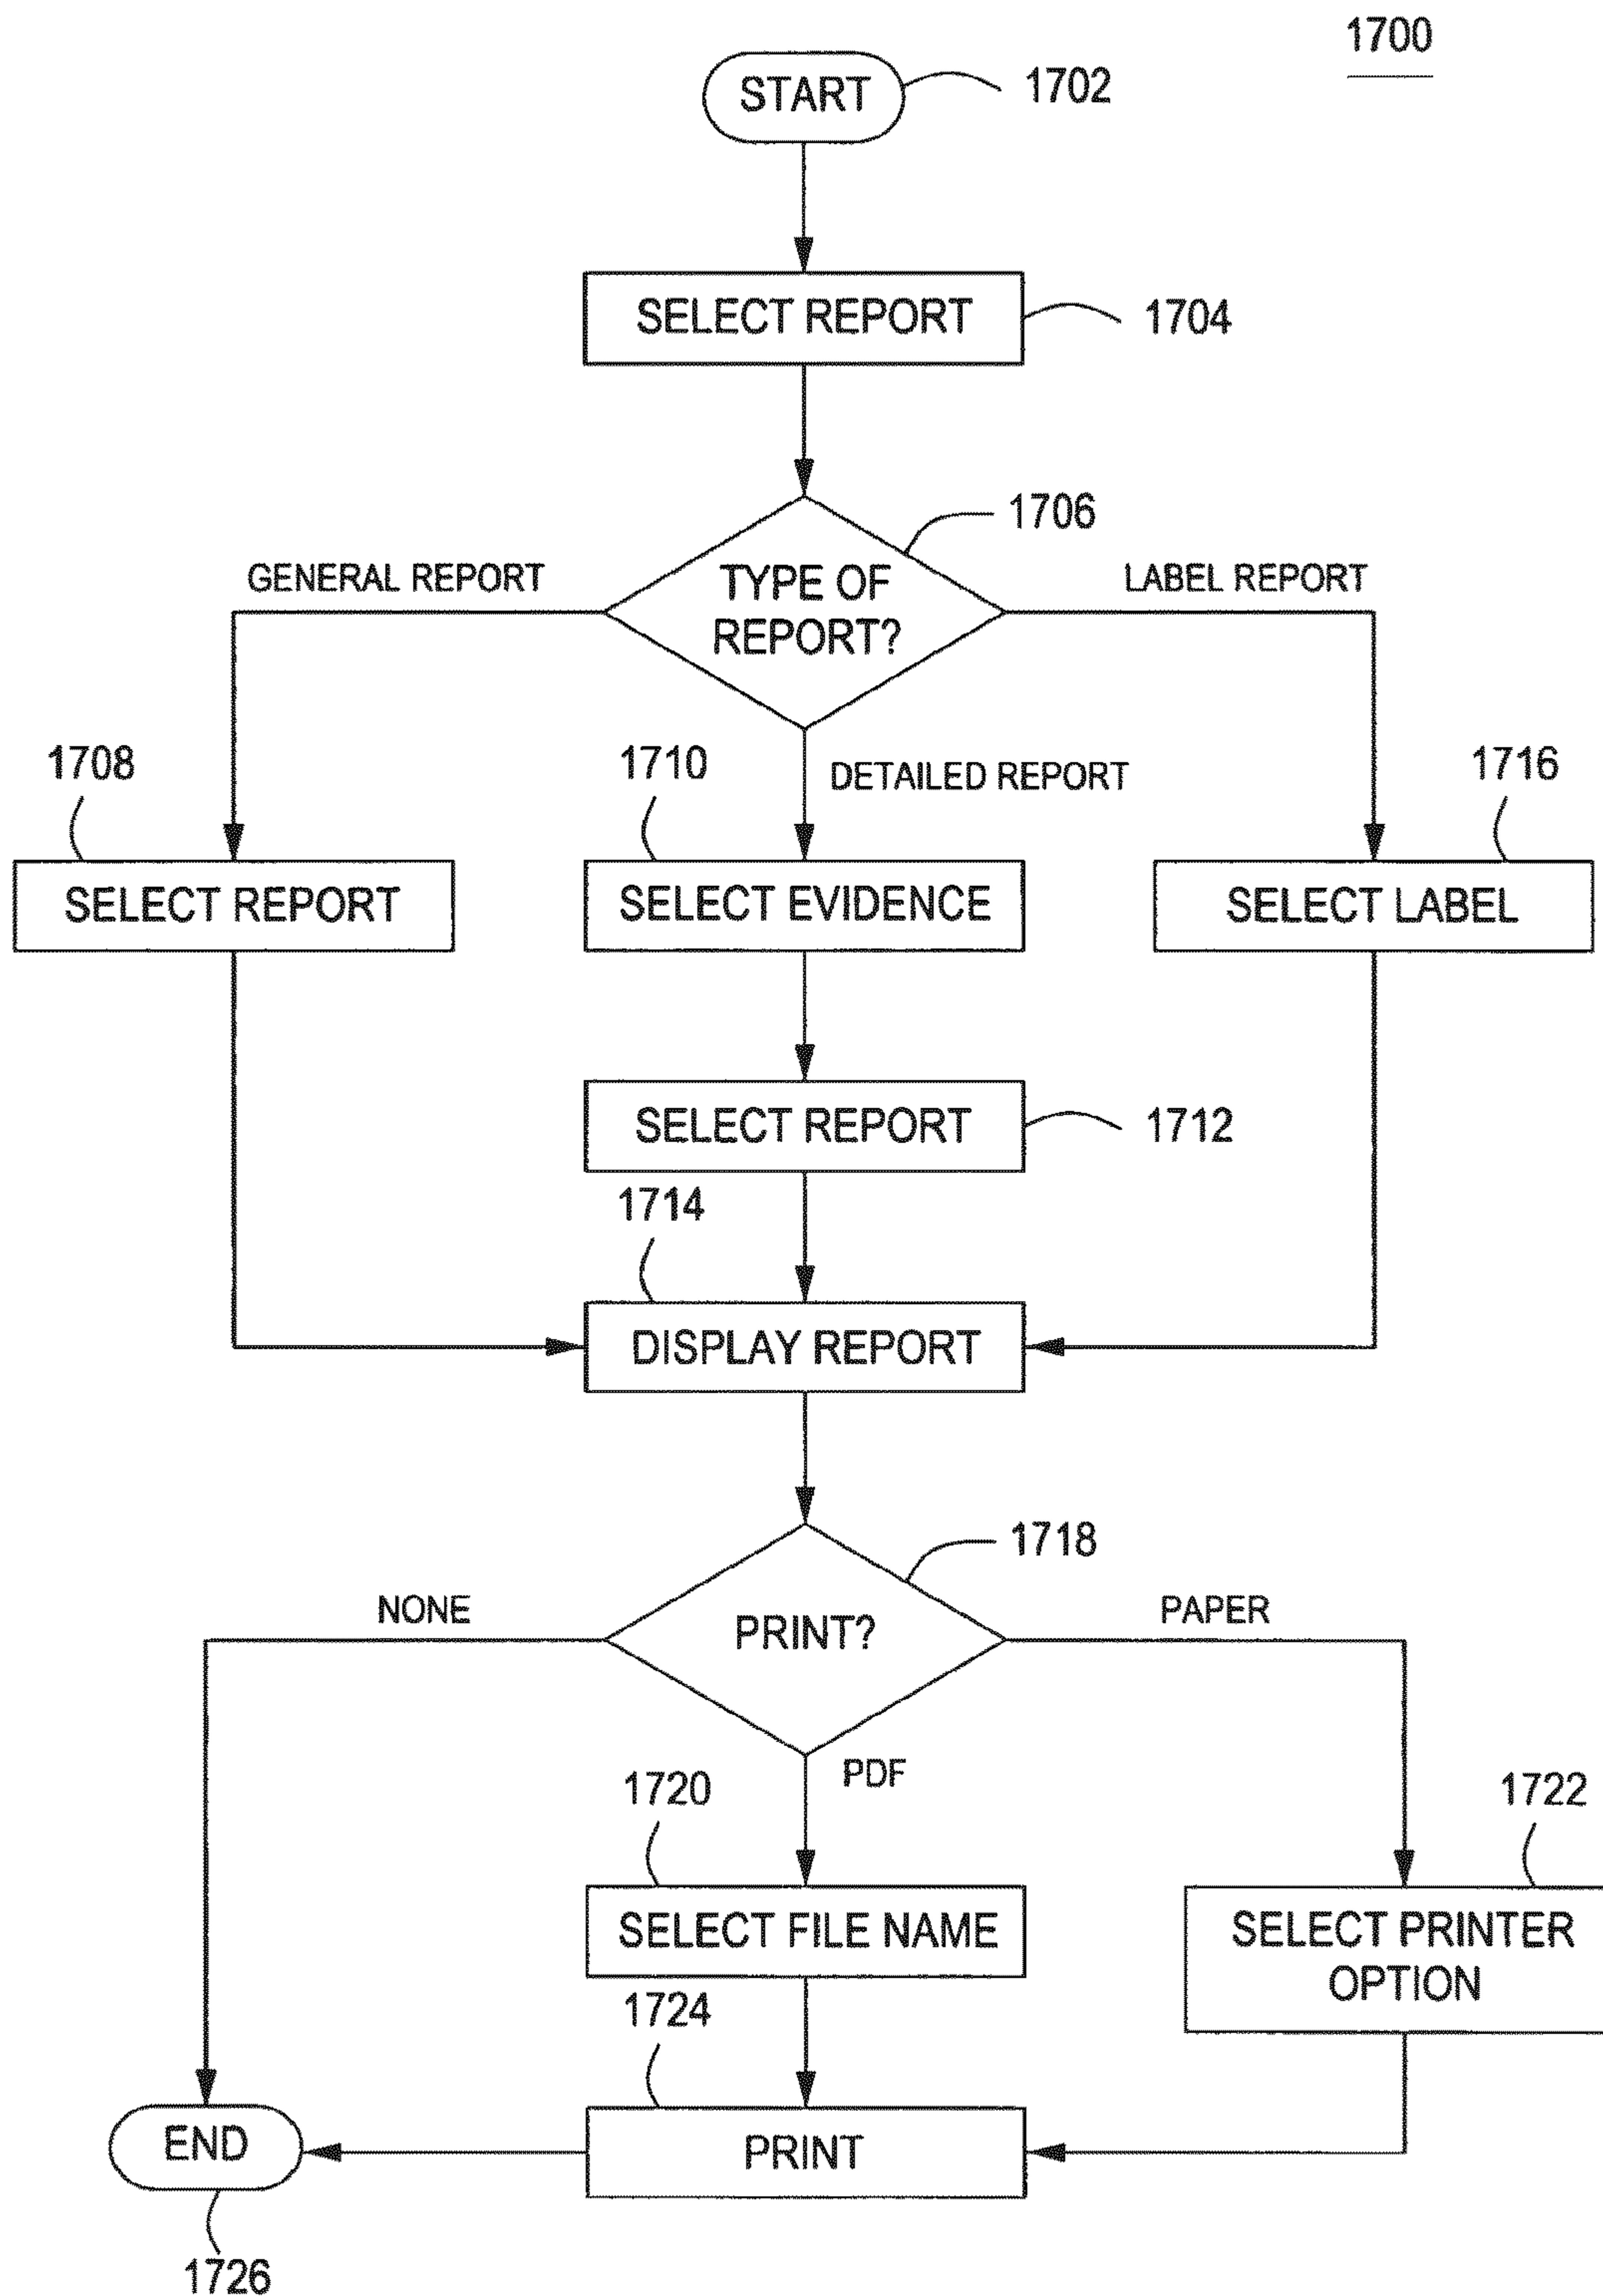 1700
START
1702
SELECT REPORT
1704
1706
GENERAL REPORT
TYPE OF
REPORT?
LABEL REPORT
1708
1710
DETAILED REPORT
1716
SELECT REPORT
SELECT EVIDENCE
SELECT LABEL
SELECT REPORT
1712
1714
DISPLAY REPORT
1718
NONE
PRINT?
PAPER
PDF
1720
1722
SELECT FILE NAME
SELECT PRINTER
OPTION
1724
END
PRINT
1726